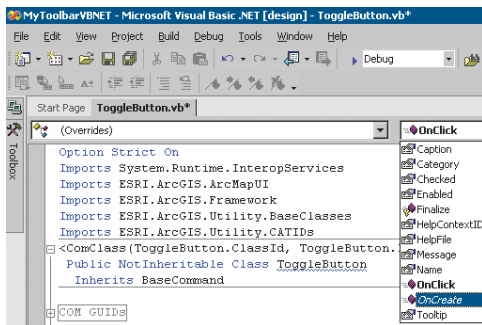 MyToolbarVBNET - Microsoft Visual Basic .NET [design] - ToggleButton.vb*
File Edit View Project Build Debug Tools Window Help
Debug
Start Page ToggleButton.vb*
Toolbox
(Overrides) OnClick
Option Strict On
Imports System.Runtime.InteropServices
Imports ESRI.ArcGIS.ArcMapUI
Imports ESRI.ArcGIS.Framework
Imports ESRI.ArcGIS.Utility.BaseClasses
Imports ESRI.ArcGIS.Utility.CATIDs
<ComClass(ToggleButton.ClassId, ToggleButton.
Public NotInheritable Class ToggleButton
Inherits BaseCommand
COM GUIDs
Caption
Category
Checked
Enabled
Finalize
HelpContextID
HelpFile
Message
Name
OnClick
OnCreate
Tooltip